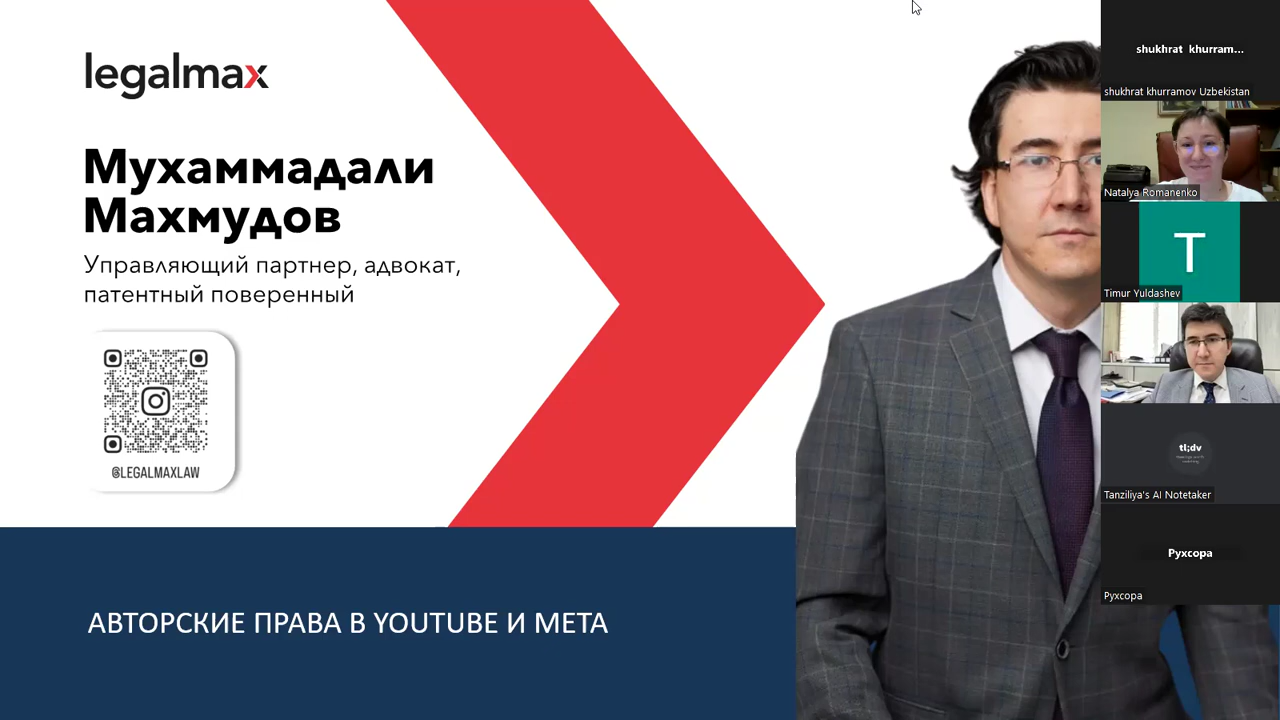 legalmax
Мухаммадали
Махмудов
Управляющий партнер, адвокат,
патентный поверенный
@LEGALMAXLAW
АВТОРСКИЕ ПРАВА В YOUTUBE И МЕТА
shukhrat khurram...
shukhrat khurramov Uzbekistan
Natalya Romanenko
T
Timur Yuldashev
tl;dv
Tanziliya's AI Notetaker
Рухсора
Рухсора